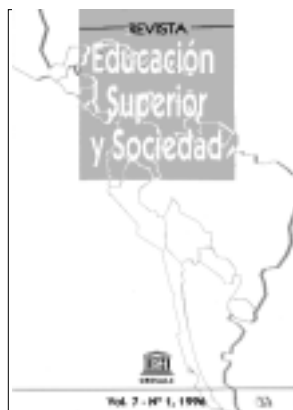 REVISTA
Educación
Superior
y Sociedad
Vol. 7 - Nº 1, 1996